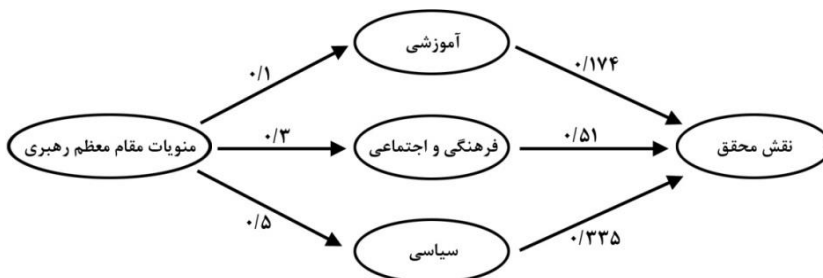 آموزشی
۰/۱
۰/۱۷۴
منویات مقام معظم رهبری
۰/۳
فرهنگی و اجتماعی
۰/۵۱
نقش محقق
۰/۵
سیاسی
۰/۳۳۵